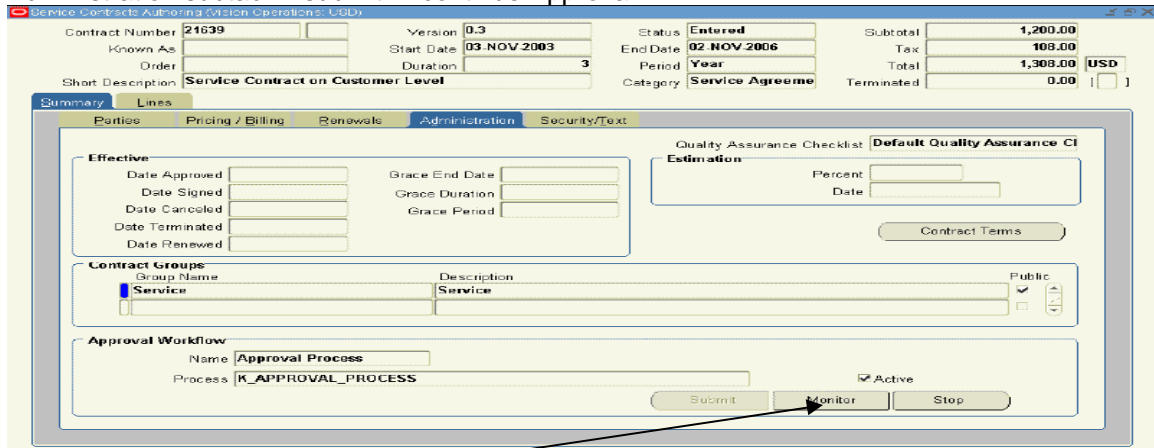 Service Contracts Authoring (Vision Operations: USD)
Contract Number 21639 Version 0.3 Status Entered Subtotal 1,200.00
Known As Start Date 03-NOV-2003 End Date 02-NOV-2006 Tax 108.00
Order Duration 3 Period Year Total 1,308.00 USD
Short Description Service Contract on Customer Level Category Service Agreeme Terminated 0.00 [ ]
Summary Lines
Parties Pricing / Billing Renewals Administration Security/Text
Quality Assurance Checklist Default Quality Assurance Cl
Effective Estimation
Date Approved Grace End Date Percent
Date Signed Grace Duration Date
Date Canceled Grace Period
Date Terminated Contract Terms
Date Renewed
Contract Groups
Group Name Description Public
Service Service
Approval Workflow
Name Approval Process
Process K_APPROVAL_PROCESS Active
Submit Monitor Stop